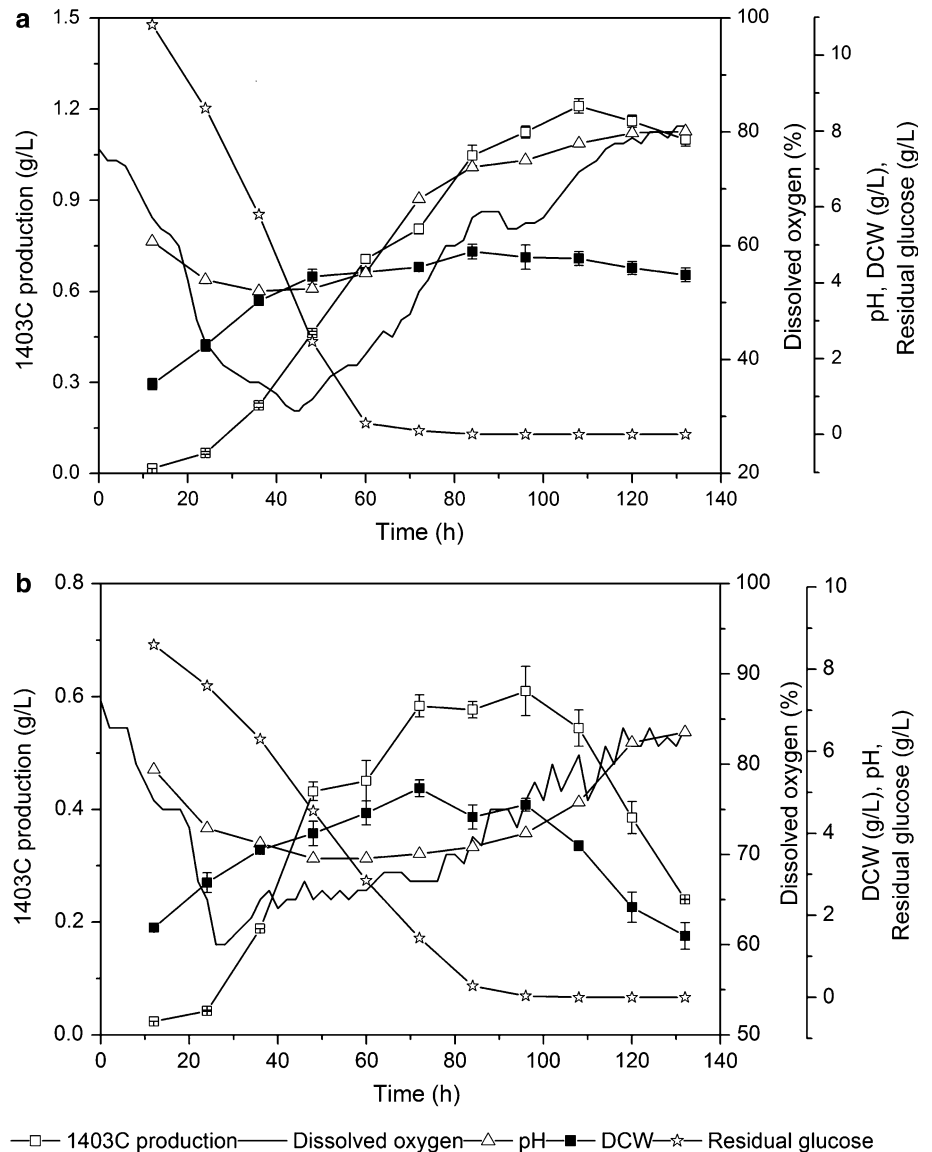 a
1.5
1.2
0.9
0.6
0.3
0.0
1403C production (g/L)
0 20 40 60 80 100 120 140
Time (h)
100
80
60
40
20
Dissolved oxygen (%)
10
8
6
4
2
0
pH, DCW (g/L),
Residual glucose (g/L)
b
0.8
0.6
0.4
0.2
0.0
1403C production (g/L)
0 20 40 60 80 100 120 140
Time (h)
100
90
80
70
60
50
Dissolved oxygen (%)
10
8
6
4
2
0
DCW (g/L), pH,
Residual glucose (g/L)
1403C production Dissolved oxygen pH DCW Residual glucose